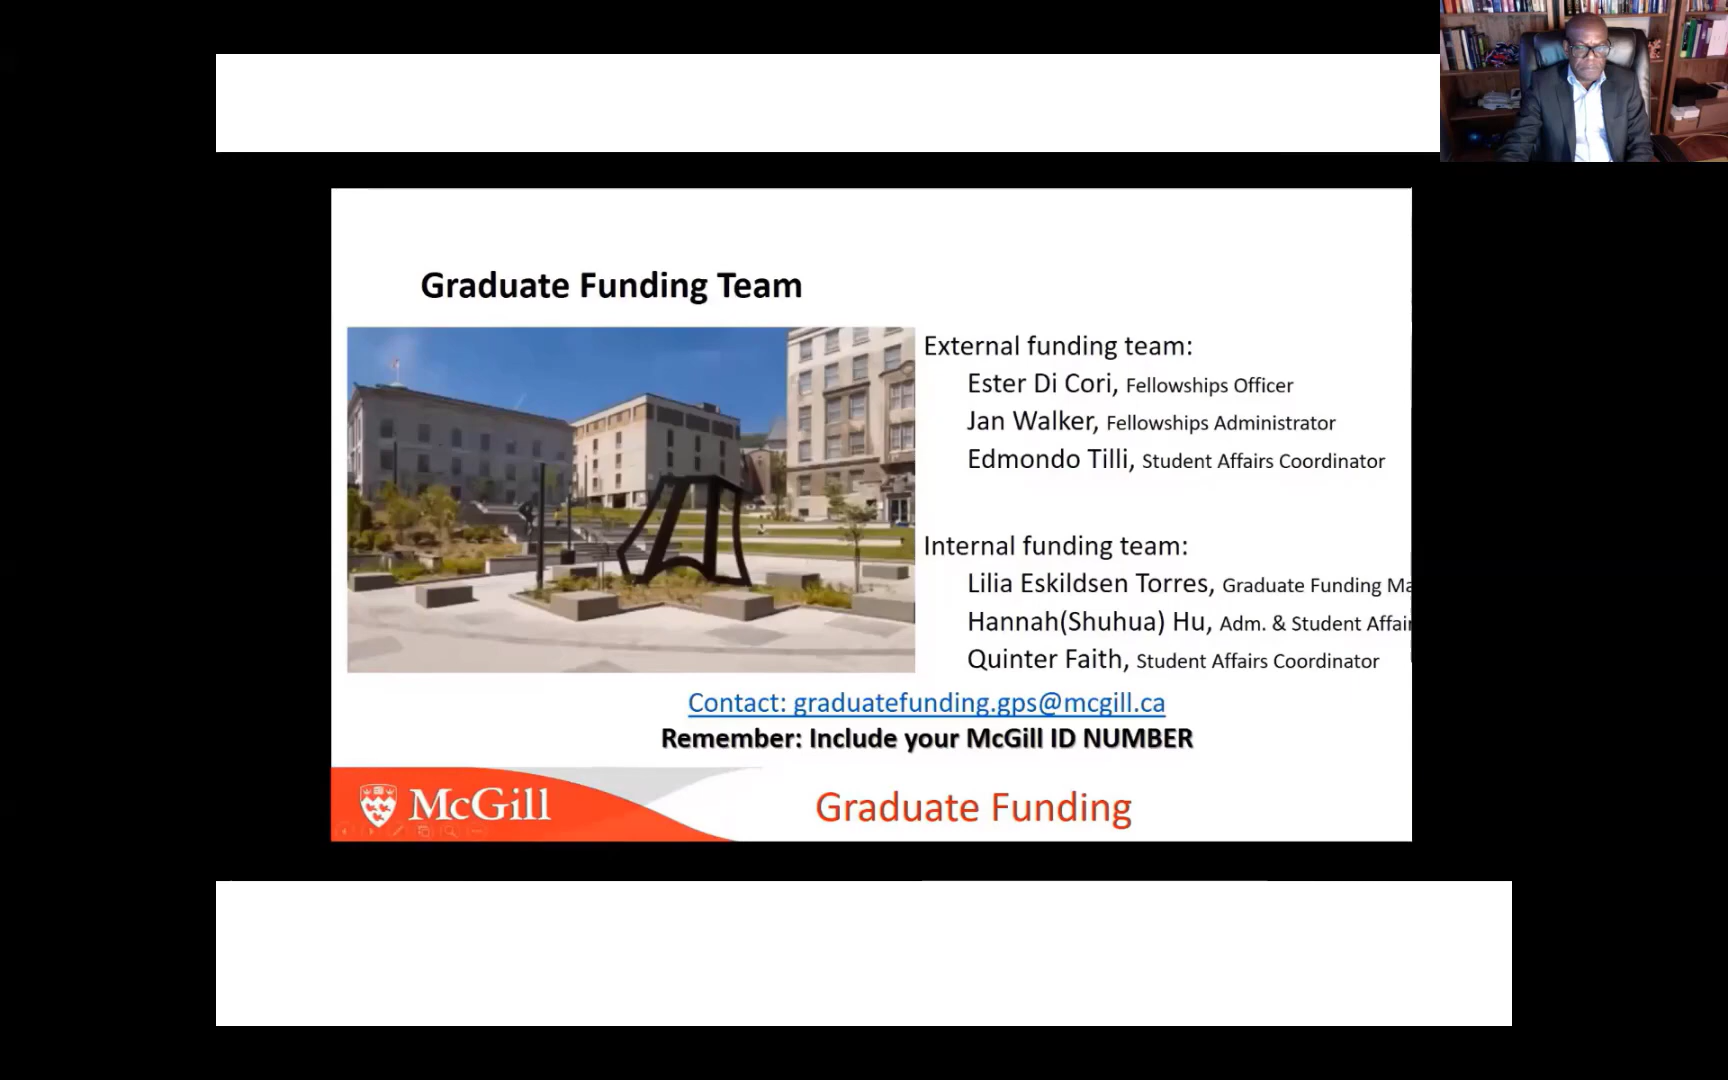 Graduate Funding Team
External funding team:
Ester Di Cori, Fellowships Officer
Jan Walker, Fellowships Administrator
Edmondo Tilli, Student Affairs Coordinator
Internal funding team:
Lilia Eskildsen Torres, Graduate Funding Ma
Hannah(Shuhua) Hu, Adm. & Student Affair
Quinter Faith, Student Affairs Coordinator
Contact: graduatefunding.gps@mcgill.ca
Remember: Include your McGill ID NUMBER
McGill
Graduate Funding